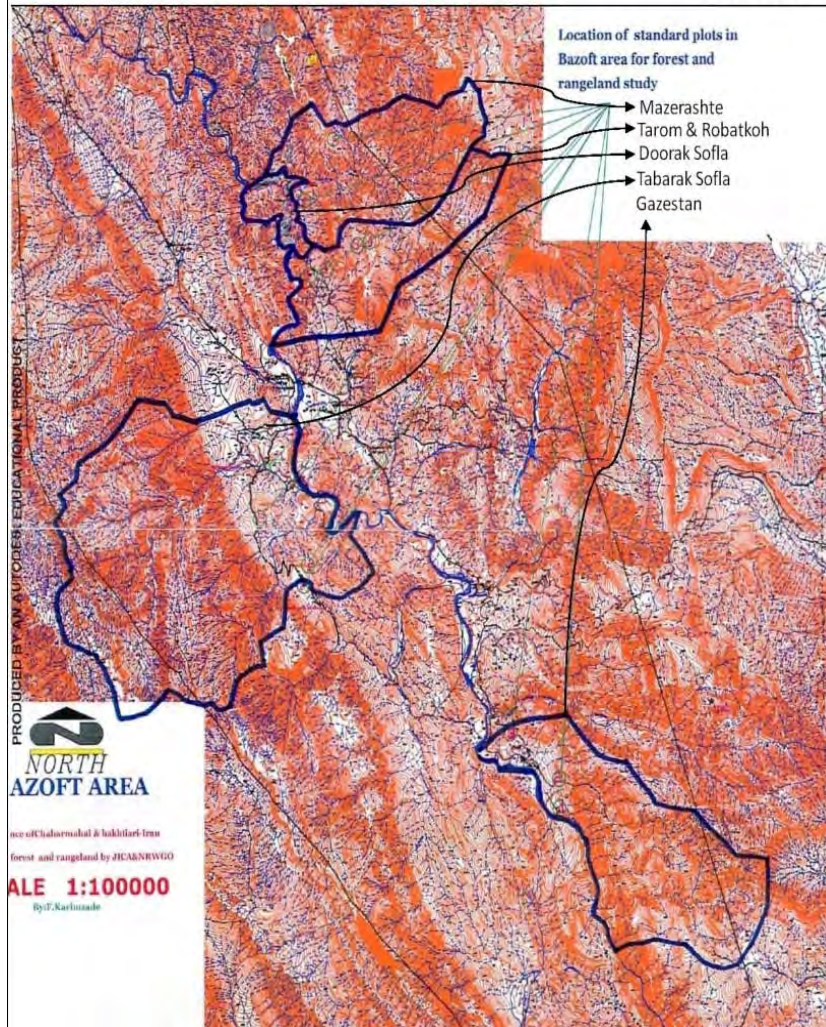 Location of standard plots in
Bazoft area for forest and
rangeland study
Mazerashte
Tarom & Robatkoh
Doorak Sofla
Tabarak Sofla
Gazestan
PRODUCED BY AN AUTODESK EDUCATIONAL PRODUCT
NORTH
AZOFT AREA
nce ofChaharmahal & bakhtiari-Iran
forest and rangeland by JICA&NRWGO
ALE 1:100000
By:F.Karimzade